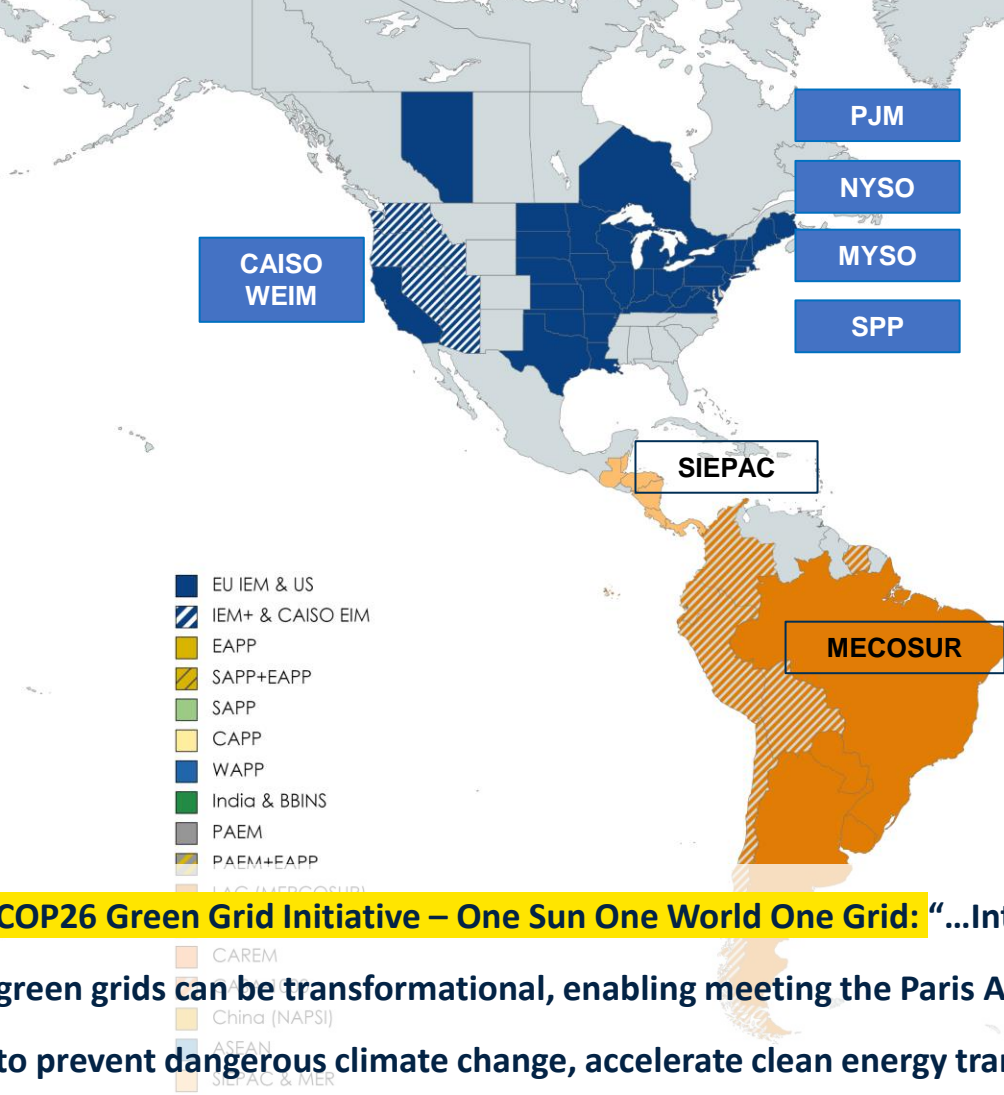 PJM
NYSO
MYSO
SPP
CAISO
WEIM
SIEPAC
MECOSUR
EU IEM & US
IEM+ & CAISO EIM
EAPP
SAPP+EAPP
SAPP
CAPP
WAPP
India & BBINS
PAEM
PAEM+EAPP
LAC (MERCOSUR)
COP26 Green Grid Initiative – One Sun One World One Grid: “…Int
CAREM
green grids can be transformational, enabling meeting the Paris A
China (NAPSI)
to prevent dangerous climate change, accelerate clean energy tran
ASEAN
SIEPAC & MER